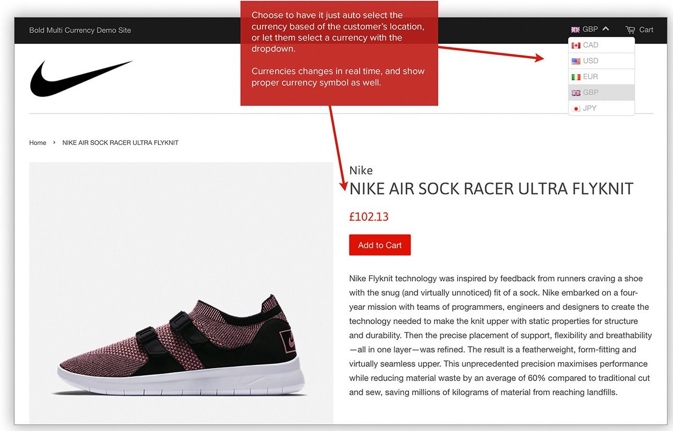 Bold Multi Currency Demo Site
Choose to have it just auto select the
currency based of the customer's location,
or let them select a currency with the
dropdown.
Currencies changes in real time, and show
proper currency symbol as well.
GBP
Cart
CAD
USD
EUR
GBP
JPY
Home › NIKE AIR SOCK RACER ULTRA FLYKNIT
Nike
NIKE AIR SOCK RACER ULTRA FLYKNIT
£102.13
Add to Cart
Nike Flyknit technology was inspired by feedback from runners craving a shoe
with the snug (and virtually unnoticed) fit of a sock. Nike embarked on a four-
year mission with teams of programmers, engineers and designers to create the
technology needed to make the knit upper with static properties for structure
and durability. Then the precise placement of support, flexibility and breathability
—all in one layer—was refined. The result is a featherweight, form-fitting and
virtually seamless upper. This unprecedented precision maximises performance
while reducing material waste by an average of 60% compared to traditional cut
and sew, saving millions of kilograms of material from reaching landfills.